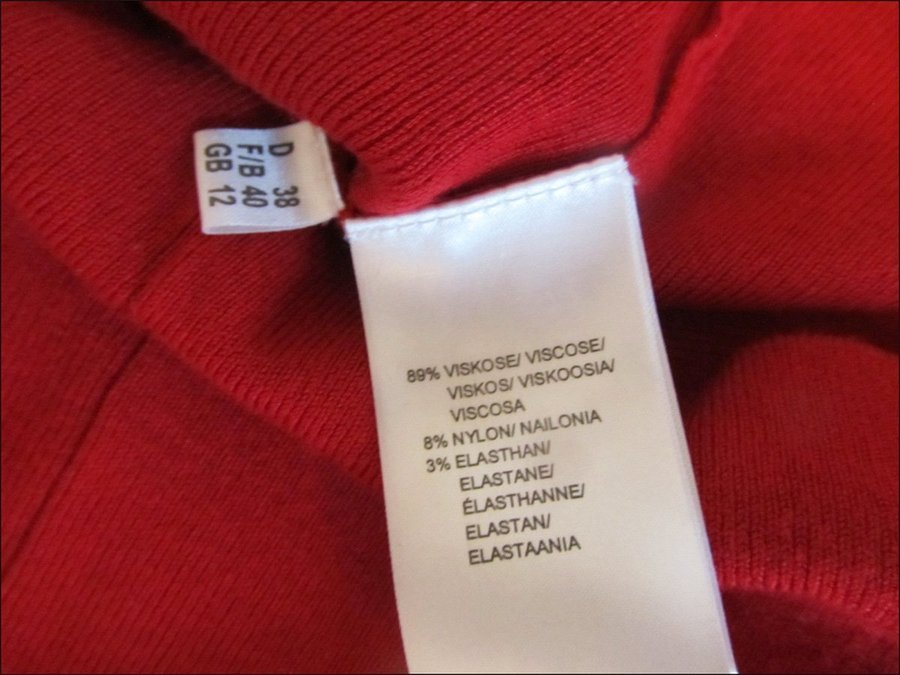 D 38
F/B 40
GB 12
89% VISKOSE/ VISCOSE/
VISKOS/ VISKOOSIA/
VISCOSA
8% NYLON/ NAILONIA
3% ELASTHAN/
ELASTANE/
ÉLASTHANNE/
ELASTAN/
ELASTAANIA